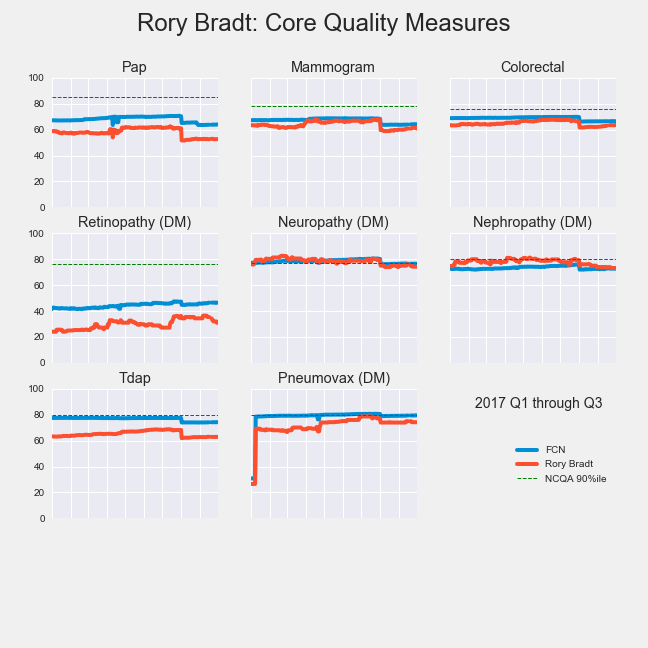 Rory Bradt: Core Quality Measures
Pap
Mammogram
Colorectal
100
80
60
40
20
0
Retinopathy (DM)
Neuropathy (DM)
Nephropathy (DM)
100
80
60
40
20
0
Tdap
Pneumovax (DM)
100
80
60
40
20
0
2017 Q1 through Q3
FCN
Rory Bradt
NCQA 90%ile